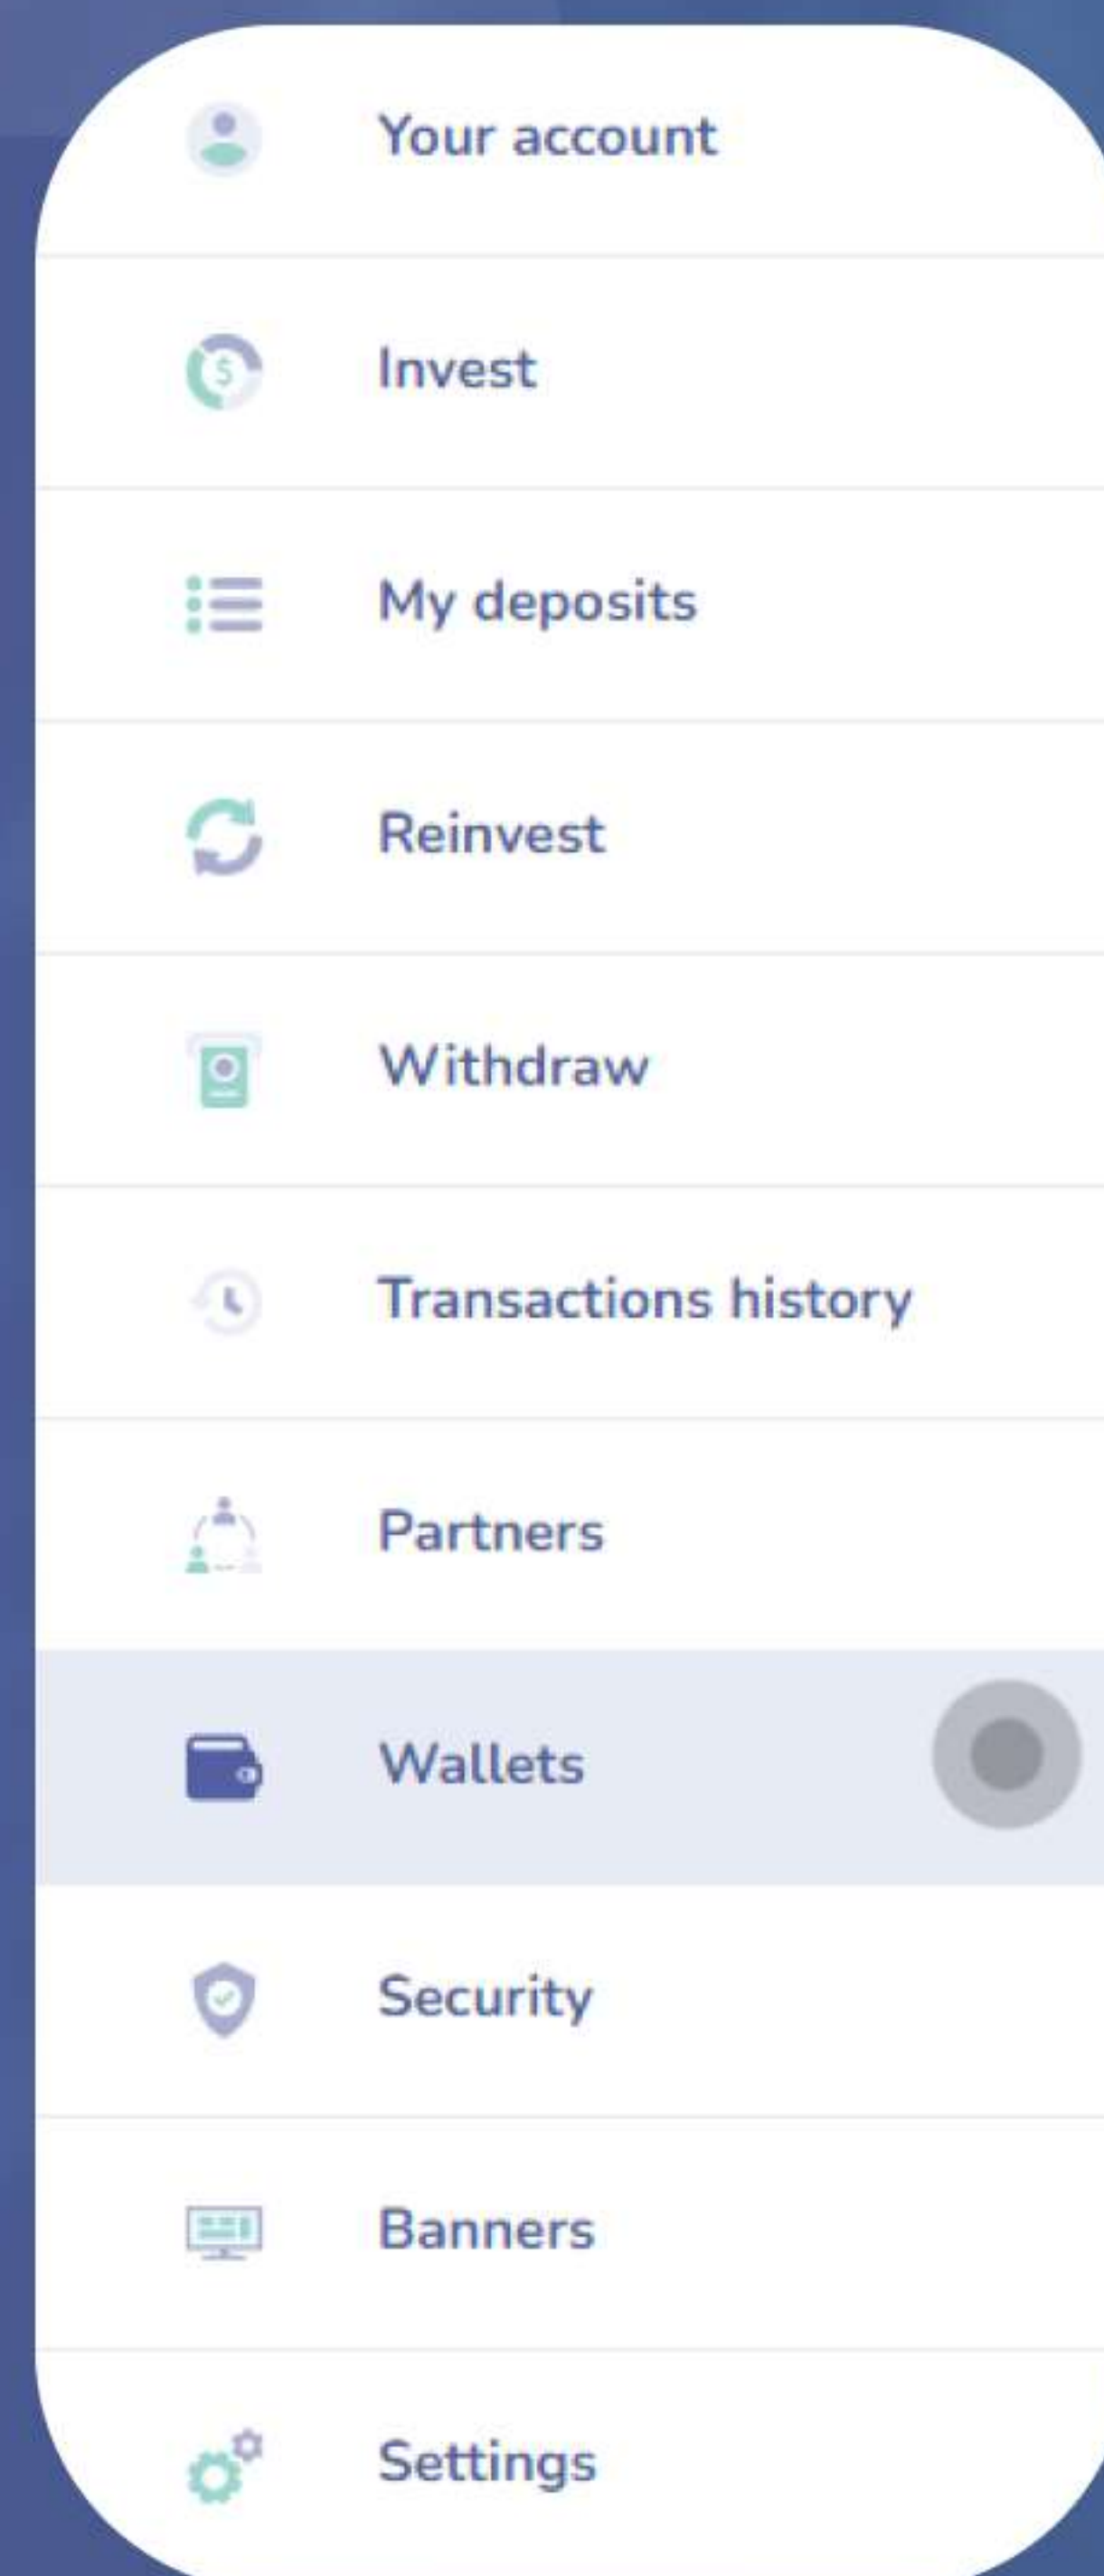 Your account
Invest
My deposits
Reinvest
Withdraw
Transactions history
Partners
Wallets
Security
Banners
Settings